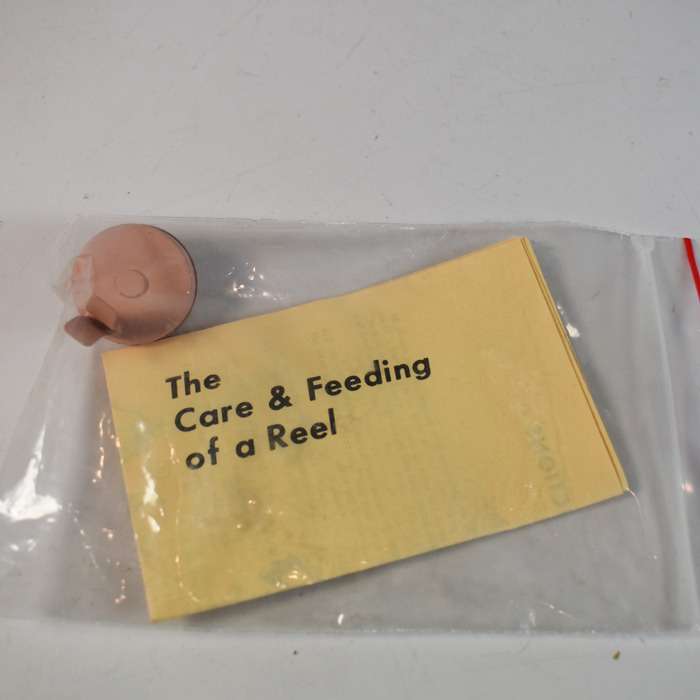 The
Care & Feeding
of a Reel